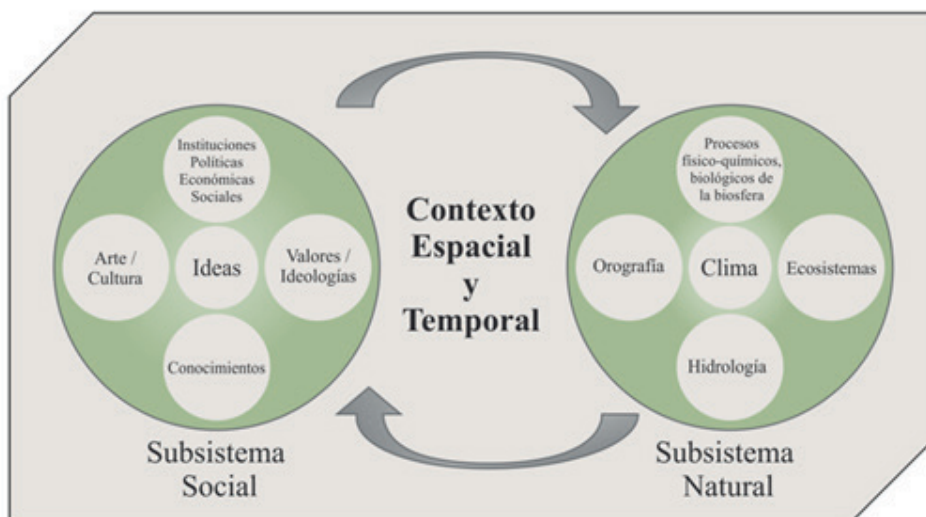 Instituciones
Políticas
Económicas
Sociales
Arte /
Cultura
Ideas
Valores /
Ideologías
Conocimientos
Subsistema
Social
Contexto
Espacial
y
Temporal
Procesos
físico-químicos,
biológicos de
la biosfera
Orografía
Clima
Ecosistemas
Hidrología
Subsistema
Natural